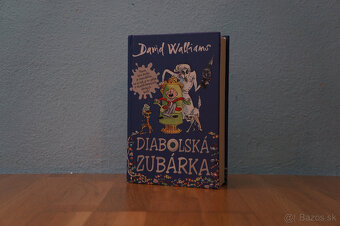 David Walliams
DIABOLSKÁ
ZUBÁRKA
@ Bazos.sk